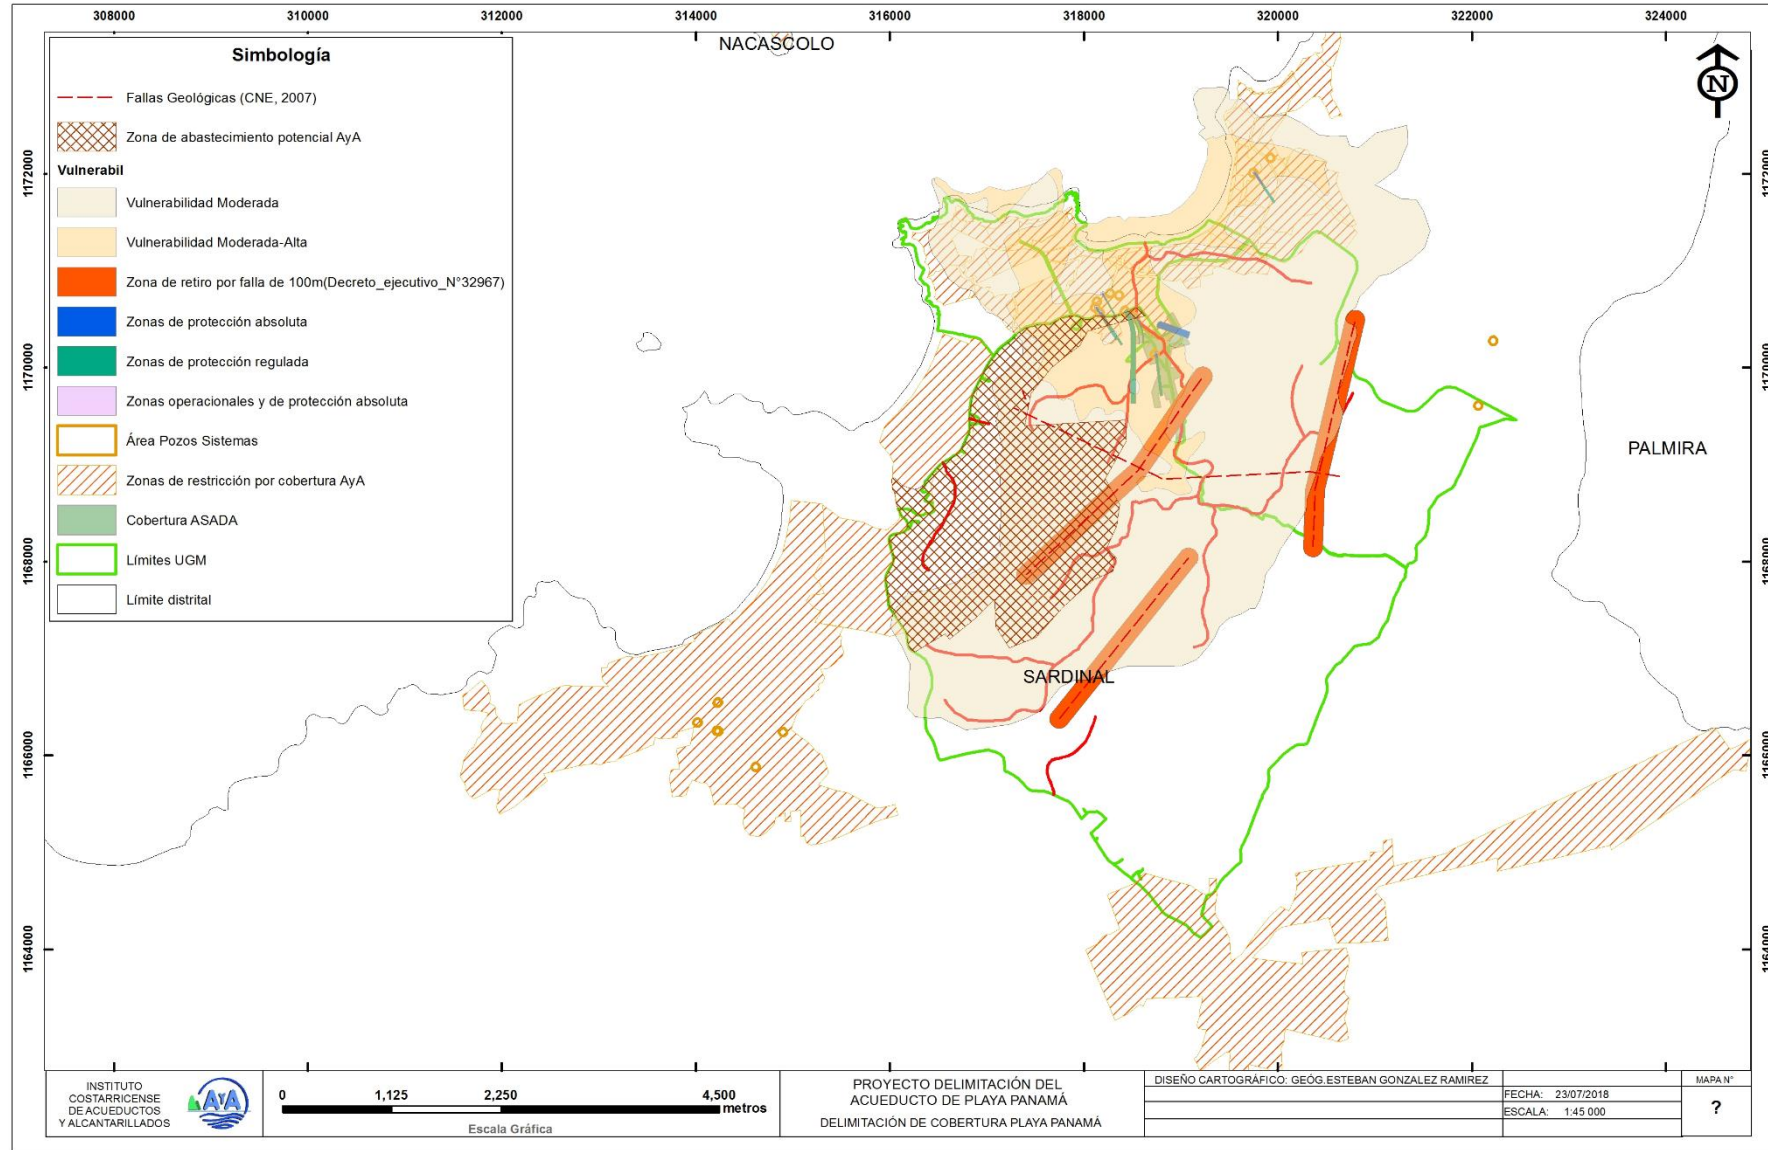 308000 310000 312000 314000 316000 318000 320000 322000 324000
NACASCOLO
Simbología
Fallas Geológicas (CNE, 2007)
Zona de abastecimiento potencial AyA
Vulnerabil
Vulnerabilidad Moderada
Vulnerabilidad Moderada-Alta
Zona de retiro por falla de 100m(Decreto_ejecutivo_N°32967)
Zonas de protección absoluta
Zonas de protección regulada
Zonas operacionales y de protección absoluta
Área Pozos Sistemas
Zonas de restricción por cobertura AyA
Cobertura ASADA
Límites UGM
Límite distrital
N
1172000
1170000
1168000
1166000
1164000
1172000
1170000
1168000
1166000
1164000
PALMIRA
SARDINAL
INSTITUTO
COSTARRICENSE
DE ACUEDUCTOS
Y ALCANTARILLADOS
AyA
0 1,125 2,250 4,500
metros
Escala Gráfica
PROYECTO DELIMITACIÓN DEL
ACUEDUCTO DE PLAYA PANAMÁ
DELIMITACIÓN DE COBERTURA PLAYA PANAMÁ
DISEÑO CARTOGRÁFICO: GEÓG.ESTEBAN GONZALEZ RAMIREZ
FECHA: 23/07/2018
ESCALA: 1:45 000
MAPA N°
?